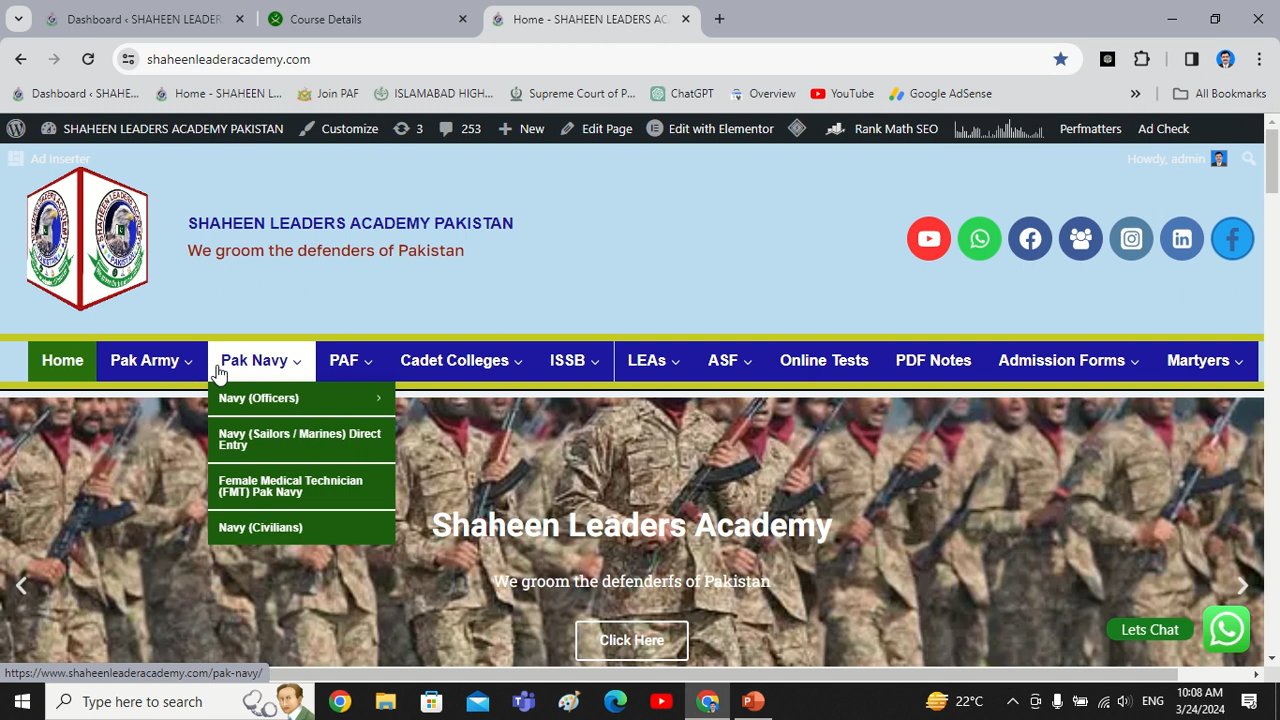 Dashboard ‹ SHAHEEN LEADER
Course Details
Home - SHAHEEN LEADERS AC
shaheenleaderacademy.com
Dashboard ‹ SHAHE...
Home - SHAHEEN L...
Join PAF
ISLAMABAD HIGH...
Supreme Court of P...
ChatGPT
Overview
YouTube
Google AdSense
»
All Bookmarks
SHAHEEN LEADERS ACADEMY PAKISTAN
Customize
3
253
New
Edit Page
Edit with Elementor
Rank Math SEO
Perfmatters
Ad Check
Ad Inserter
Howdy, admin
SHAHEEN LEADERS ACADEMY PAKISTAN
We groom the defenders of Pakistan
Home
Pak Army
Pak Navy
PAF
Cadet Colleges
ISSB
LEAs
ASF
Online Tests
PDF Notes
Admission Forms
Martyers
Navy (Officers)
Navy (Sailors / Marines) Direct
Entry
Female Medical Technician
(FMT) Pak Navy
Navy (Civilians)
Shaheen Leaders Academy
We groom the defenderfs of Pakistan
Click Here
Lets Chat
https://www.shaheenleaderacademy.com/pak-navy/
Type here to search
22°C
ENG
10:08 AM
3/24/2024